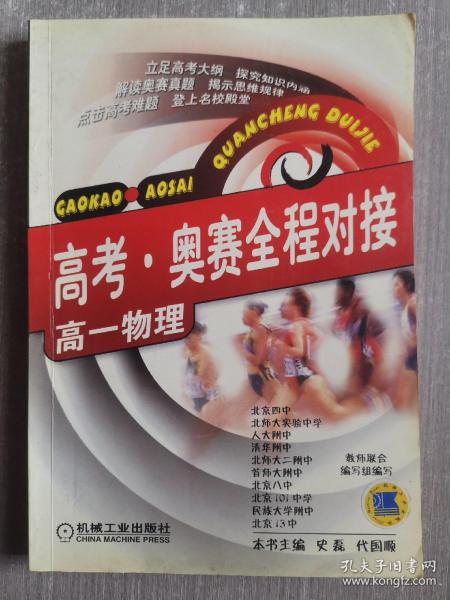 立足高考大纲 探究知识内涵
解读奥赛真题 揭示思维规律
点击高考难题 登上名校殿堂
GAOKAO AOSAI QUANCHENG DUIJIE
高考·奥赛全程对接
高一物理
北京四中
北师大实验中学
人大附中
清华附中
北师大二附中
首师大附中
北京八中
北京101中学
民族大学附中
北京13中
教师联合
编写组编写
本书主编 史磊 代国顺
机械工业出版社
CHINA MACHINE PRESS
孔夫子旧书网
kongfz.com